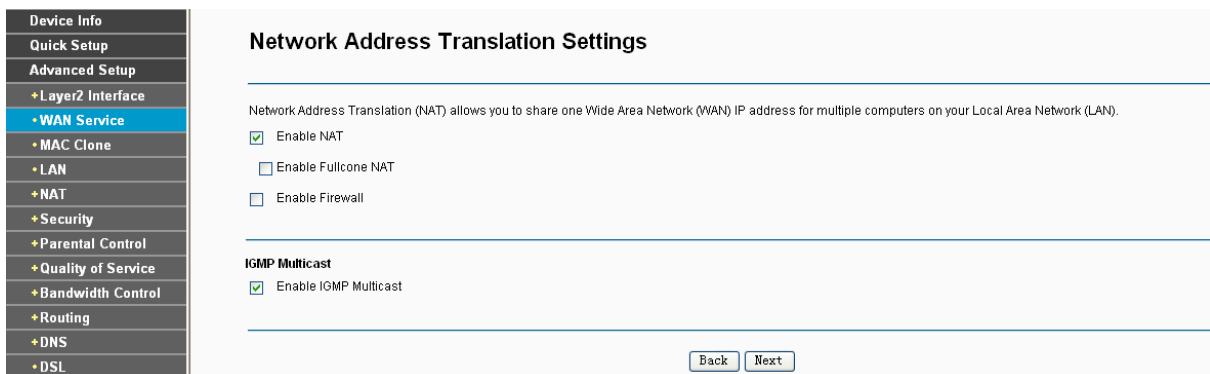 Device Info
Quick Setup
Advanced Setup
+Layer2 Interface
•WAN Service
•MAC Clone
•LAN
+NAT
+Security
+Parental Control
+Quality of Service
+Bandwidth Control
+Routing
+DNS
•DSL
Network Address Translation Settings
Network Address Translation (NAT) allows you to share one Wide Area Network (WAN) IP address for multiple computers on your Local Area Network (LAN).
Enable NAT
Enable Fullcone NAT
Enable Firewall
IGMP Multicast
Enable IGMP Multicast
Back Next